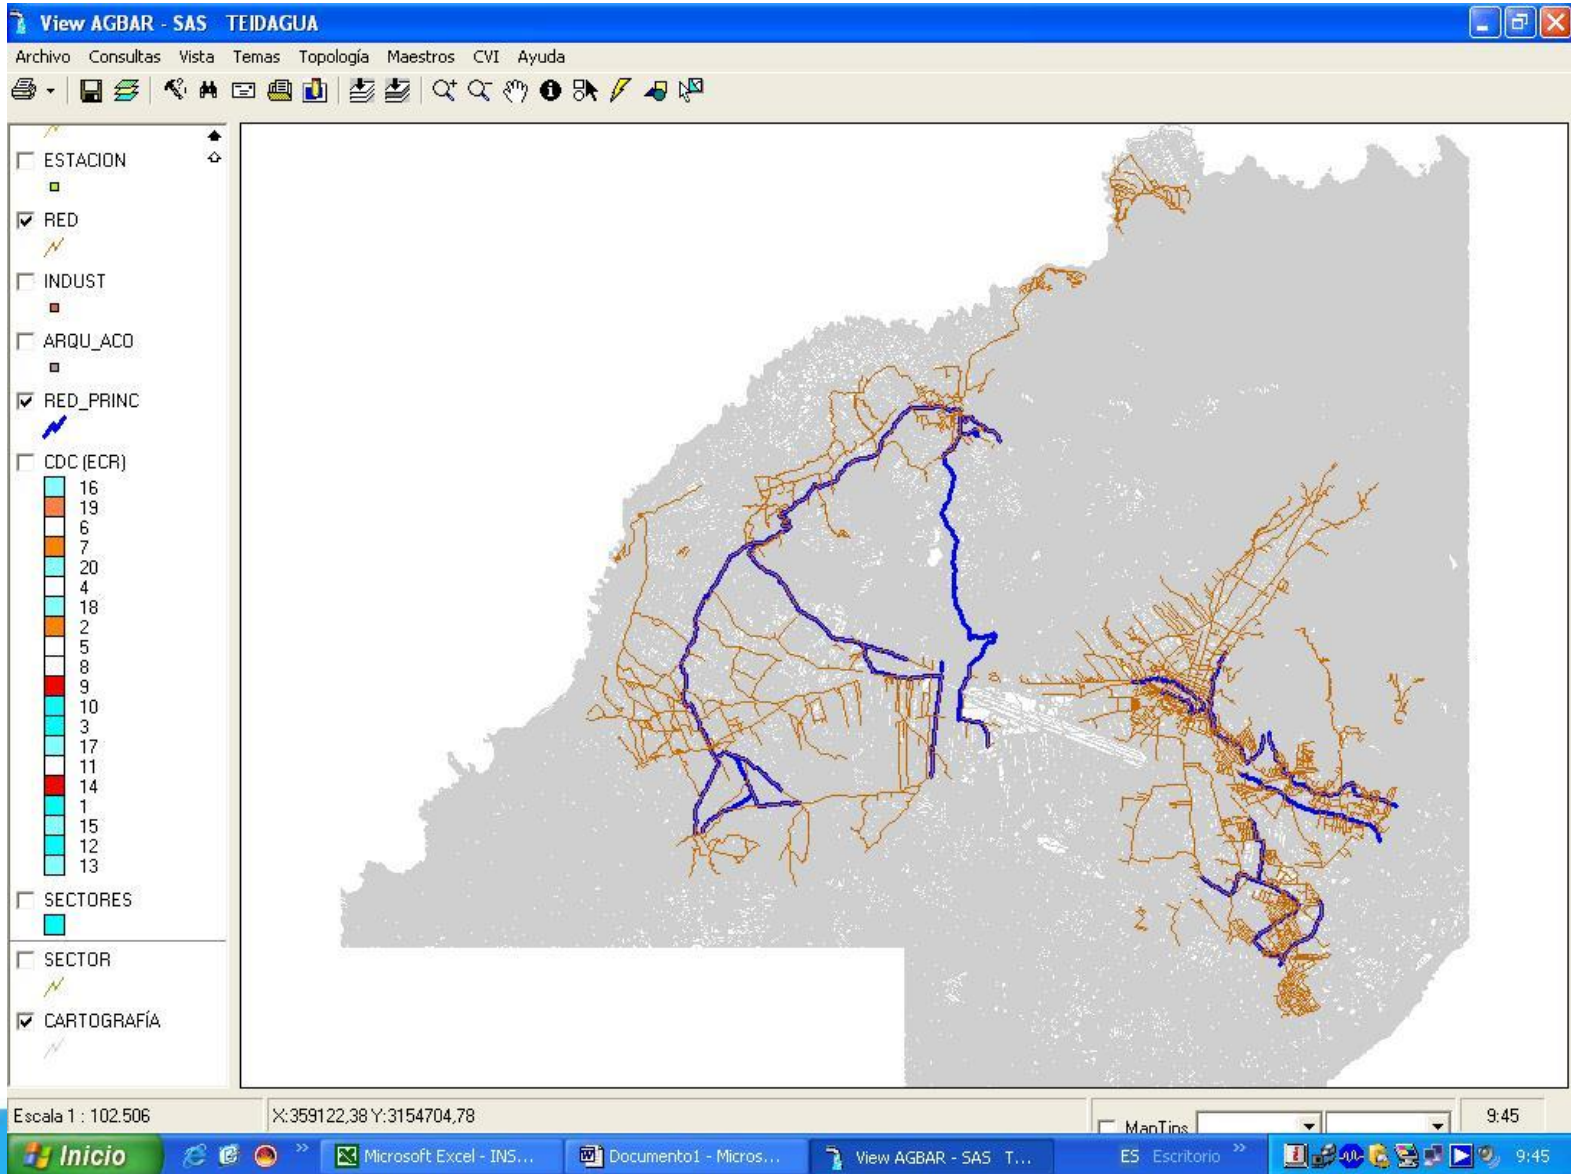 View AGBAR - SAS TEIDAGUA
Archivo Consultas Vista Temas Topología Maestros CVI Ayuda
ESTACION
RED
INDUST
ARQU_ACO
RED_PRINC
CDC (ECR)
16
19
6
7
20
4
18
2
5
8
9
10
3
17
11
14
1
15
12
13
SECTORES
SECTOR
CARTOGRAFÍA
Escala 1 : 102.506
X:359122,38 Y:3154704,78
MapTips
9:45
Inicio
Microsoft Excel - INS...
Documento1 - Micros...
View AGBAR - SAS T...
ES Escritorio
9:45